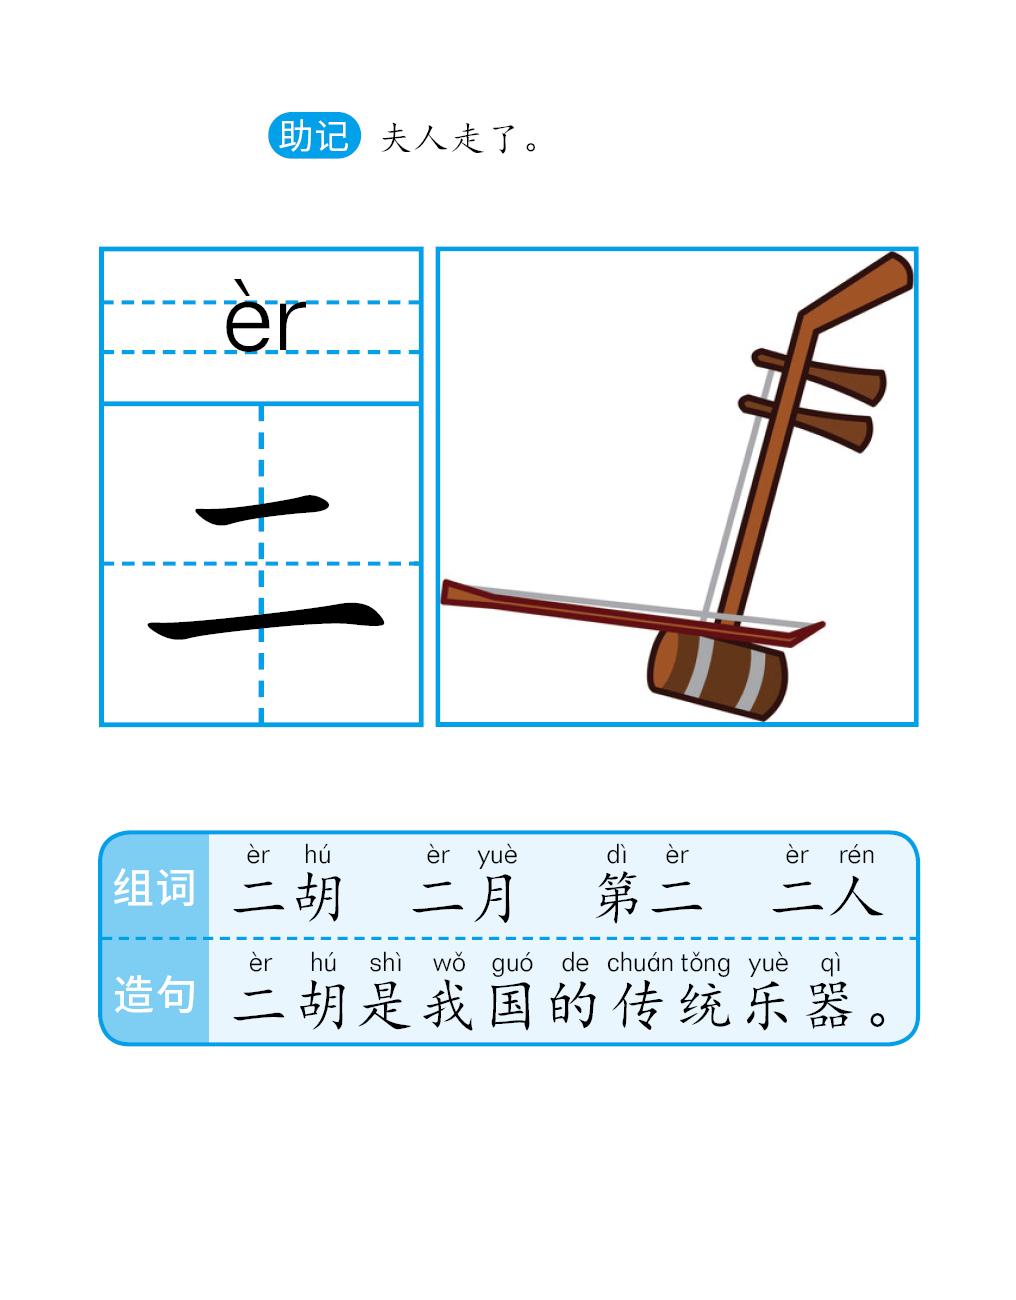 助记 夫人走了。
èr
二
èr hú èr yuè dì èr èr rén
组词 二胡 二月 第二 二人
èr hú shì wǒ guó de chuán tǒng yuè qì
造句 二胡是我国的传统乐器。